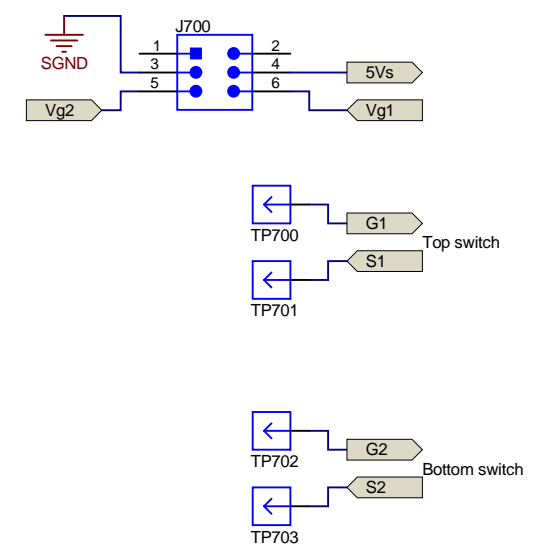 J700
1 2
SGND 3 4 5Vs
5 6
Vg2 Vg1
G1
TP700
Top switch
S1
TP701
G2
TP702
Bottom switch
S2
TP703